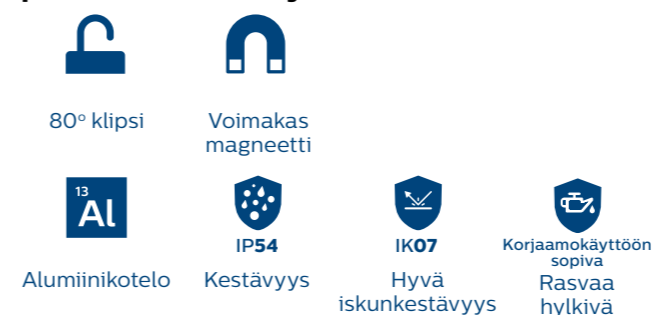 80° klipsi
Voimakas
magneetti
13
Al
Alumiinikotelo
IP54
Kestävyys
IK07
Hyvä
iskunkestävyys
Korjaamokäyttöön
sopiva
Rasvaa
hylkivä